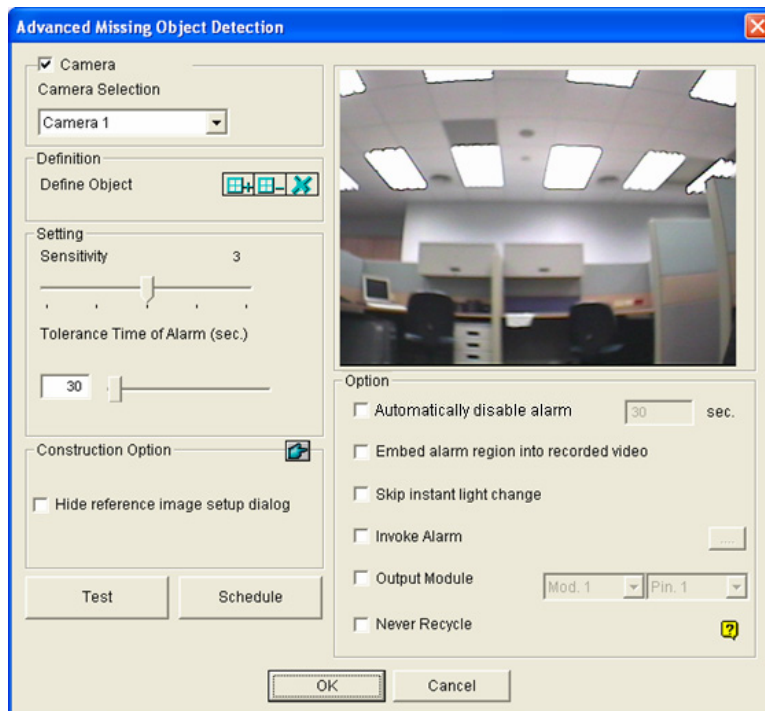 Advanced Missing Object Detection
Camera
Camera Selection
Camera 1
Definition
Define Object
Setting
Sensitivity 3
Tolerance Time of Alarm (sec.)
30
Construction Option
Hide reference image setup dialog
Test
Schedule
Option
Automatically disable alarm 30 sec.
Embed alarm region into recorded video
Skip instant light change
Invoke Alarm ....
Output Module Mod. 1 Pin. 1
Never Recycle ?
OK
Cancel